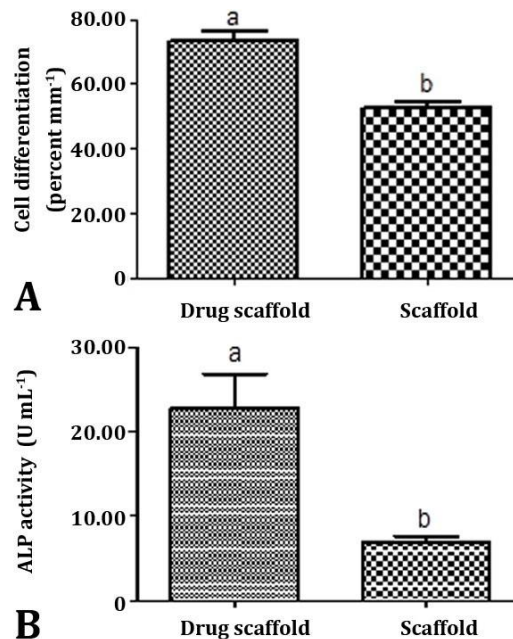 80.00
60.00
40.00
20.00
0
Cell differentiation
(percent mm⁻¹)
a
b
A
Drug scaffold
Scaffold
30.00
20.00
10.00
0
ALP activity (U mL⁻¹)
a
b
B
Drug scaffold
Scaffold